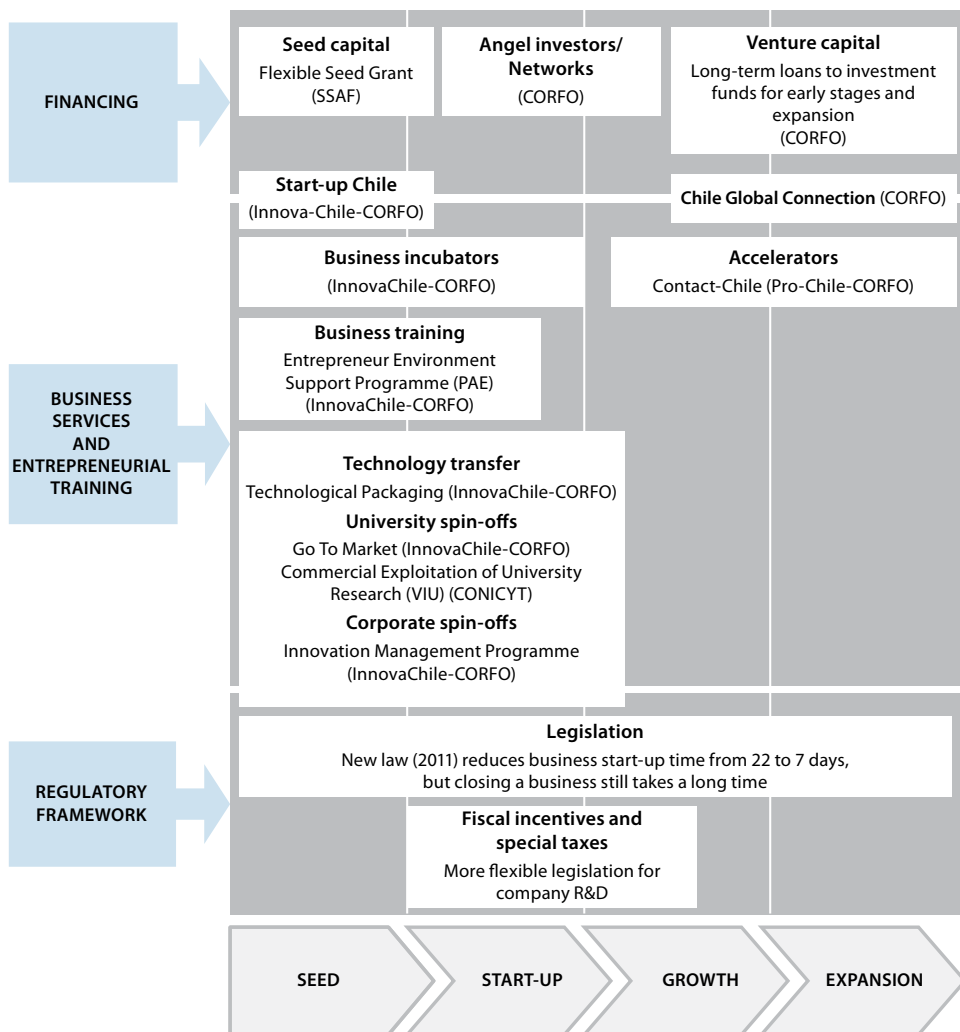 FINANCING
Seed capital
Flexible Seed Grant
(SSAF)
Angel investors/
Networks
(CORFO)
Venture capital
Long-term loans to investment
funds for early stages and
expansion
(CORFO)
Start-up Chile
(Innova-Chile-CORFO)
Chile Global Connection (CORFO)
BUSINESS
SERVICES
AND
ENTREPRENEURIAL
TRAINING
Business incubators
(InnovaChile-CORFO)
Accelerators
Contact-Chile (Pro-Chile-CORFO)
Business training
Entrepreneur Environment
Support Programme (PAE)
(InnovaChile-CORFO)
Technology transfer
Technological Packaging (InnovaChile-CORFO)
University spin-offs
Go To Market (InnovaChile-CORFO)
Commercial Exploitation of University
Research (VIU) (CONICYT)
Corporate spin-offs
Innovation Management Programme
(InnovaChile-CORFO)
REGULATORY
FRAMEWORK
Legislation
New law (2011) reduces business start-up time from 22 to 7 days,
but closing a business still takes a long time
Fiscal incentives and
special taxes
More flexible legislation for
company R&D
SEED
START-UP
GROWTH
EXPANSION